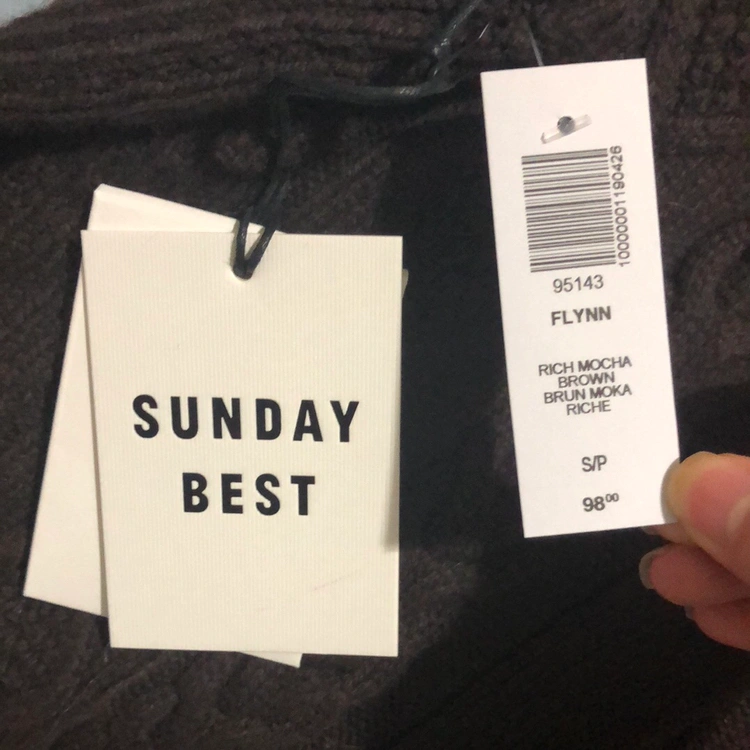 SUNDAY
BEST
10000001190426
95143
FLYNN
RICH MOCHA
BROWN
BRUN MOKA
RICHE
S/P
98⁰⁰